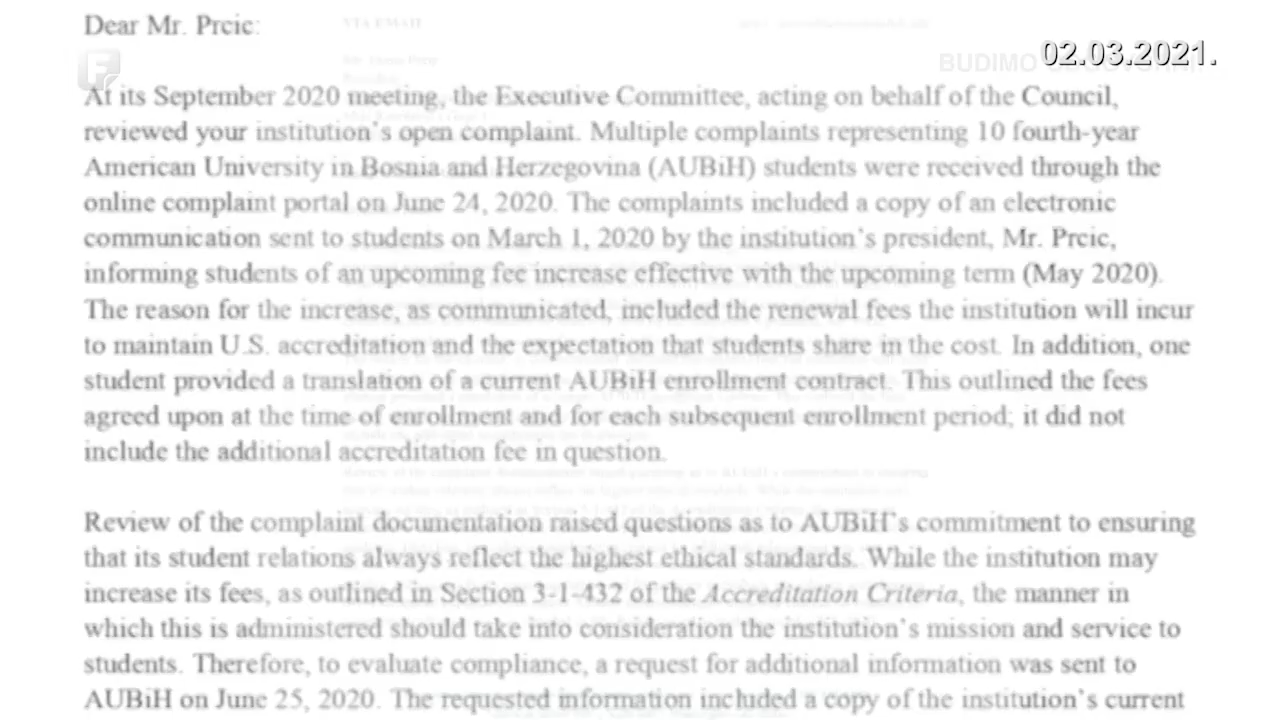 Dear Mr. Prcic:
VIA EMAIL
02.03.2021.
BUDIMO
At its September 2020 meeting, the Executive Committee, acting on behalf of the Council,
reviewed your institution's open complaint. Multiple complaints representing 10 fourth-year
American University in Bosnia and Herzegovina (AUBiH) students were received through the
online complaint portal on June 24, 2020. The complaints included a copy of an electronic
communication sent to students on March 1, 2020 by the institution's president, Mr. Prcic,
informing students of an upcoming fee increase effective with the upcoming term (May 2020).
The reason for the increase, as communicated, included the renewal fees the institution will incur
to maintain U.S. accreditation and the expectation that students share in the cost. In addition, one
student provided a translation of a current AUBiH enrollment contract. This outlined the fees
agreed upon at the time of enrollment and for each subsequent enrollment period; it did not
include the additional accreditation fee in question.
Review of the complaint documentation raised questions as to AUBiH's commitment to ensuring
that its student relations always reflect the highest ethical standards. While the institution may
increase its fees, as outlined in Section 3-1-432 of the Accreditation Criteria, the manner in
which this is administered should take into consideration the institution's mission and service to
students. Therefore, to evaluate compliance, a request for additional information was sent to
AUBiH on June 25, 2020. The requested information included a copy of the institution's current